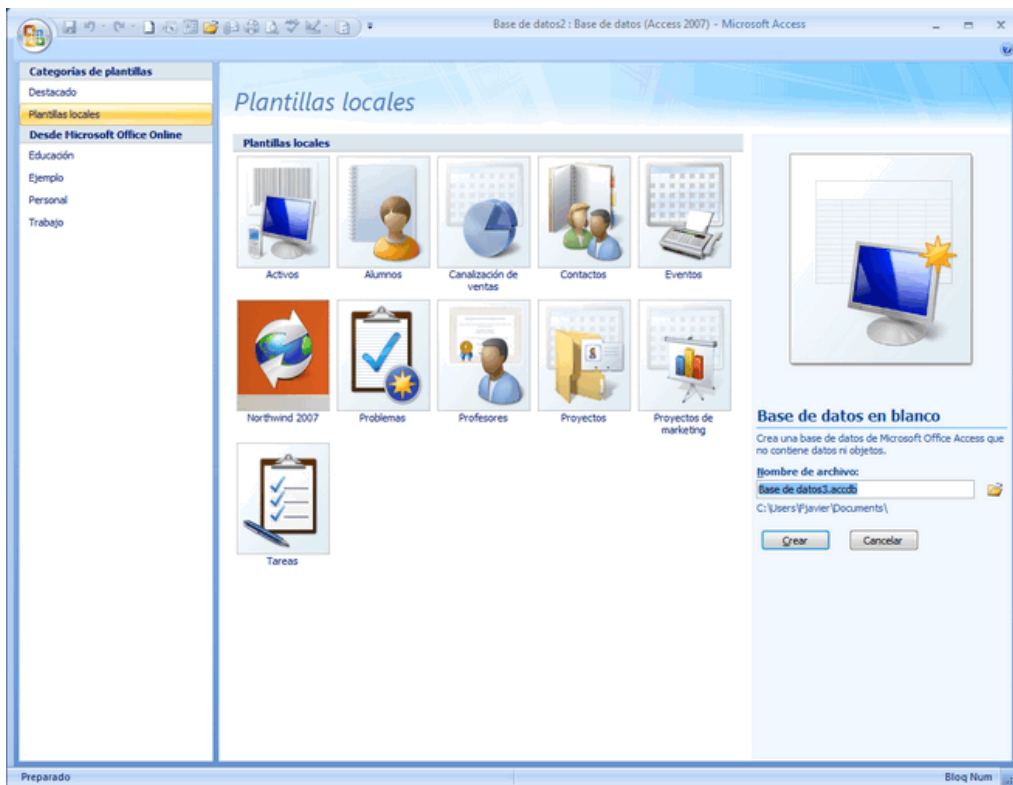 Base de datos2 : Base de datos (Access 2007) - Microsoft Access
Categorías de plantillas
Destacado
Plantillas locales
Desde Microsoft Office Online
Educación
Ejemplo
Personal
Trabajo
Plantillas locales
Plantillas locales
Activos
Alumnos
Canalización de
ventas
Contactos
Eventos
Northwind 2007
Problemas
Profesores
Proyectos
Proyectos de
marketing
Tareas
Base de datos en blanco
Crea una base de datos de Microsoft Office Access que
no contiene datos ni objetos.
Nombre de archivo:
Base de datos3.accdb
C:\Users\Fjavier\Documents\
Crear
Cancelar
Preparado
Bloq Num